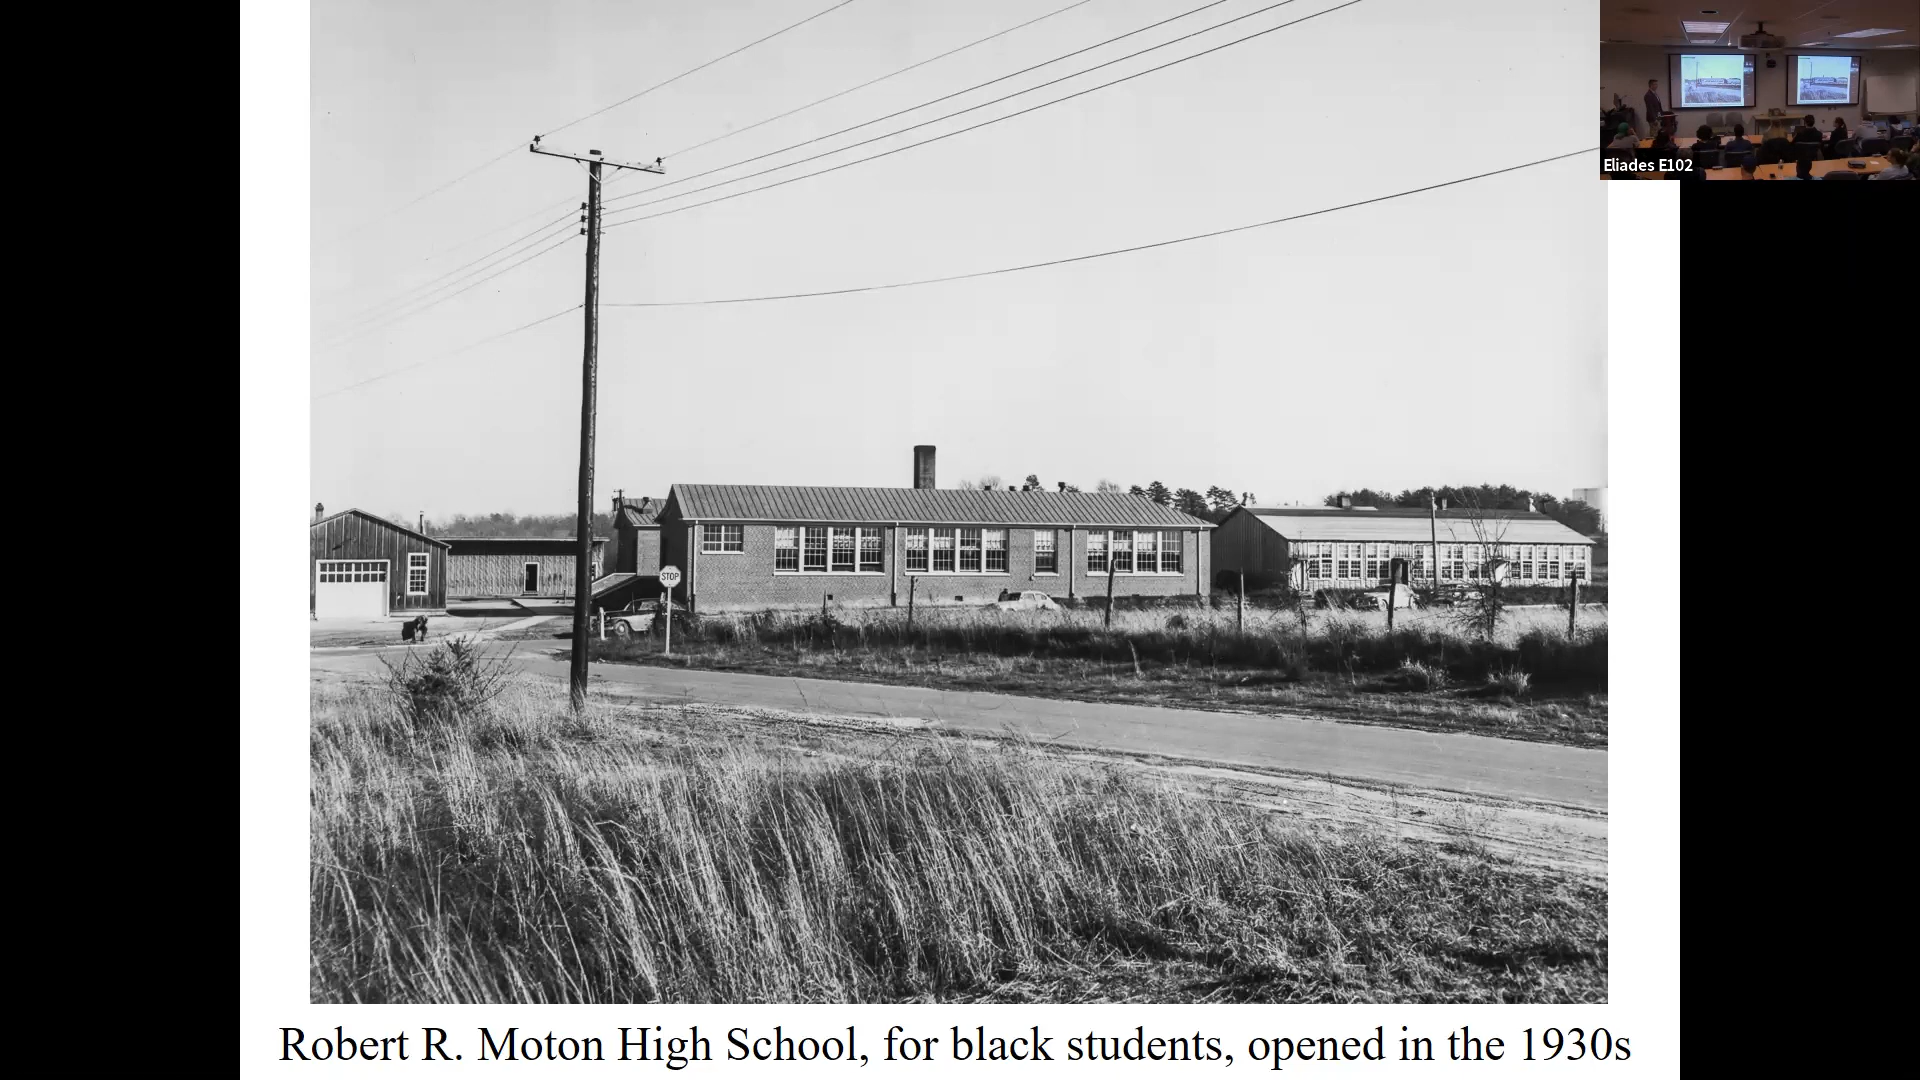 Eliades E102
STOP
Robert R. Moton High School, for black students, opened in the 1930s